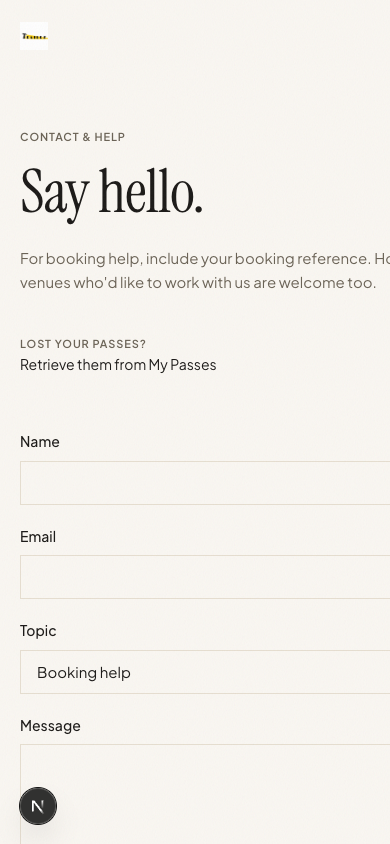 CONTACT & HELP
Say hello.
For booking help, include your booking reference.
venues who'd like to work with us are welcome too.
LOST YOUR PASSES?
Retrieve them from My Passes
Name
Email
Topic
Booking help
Message
N